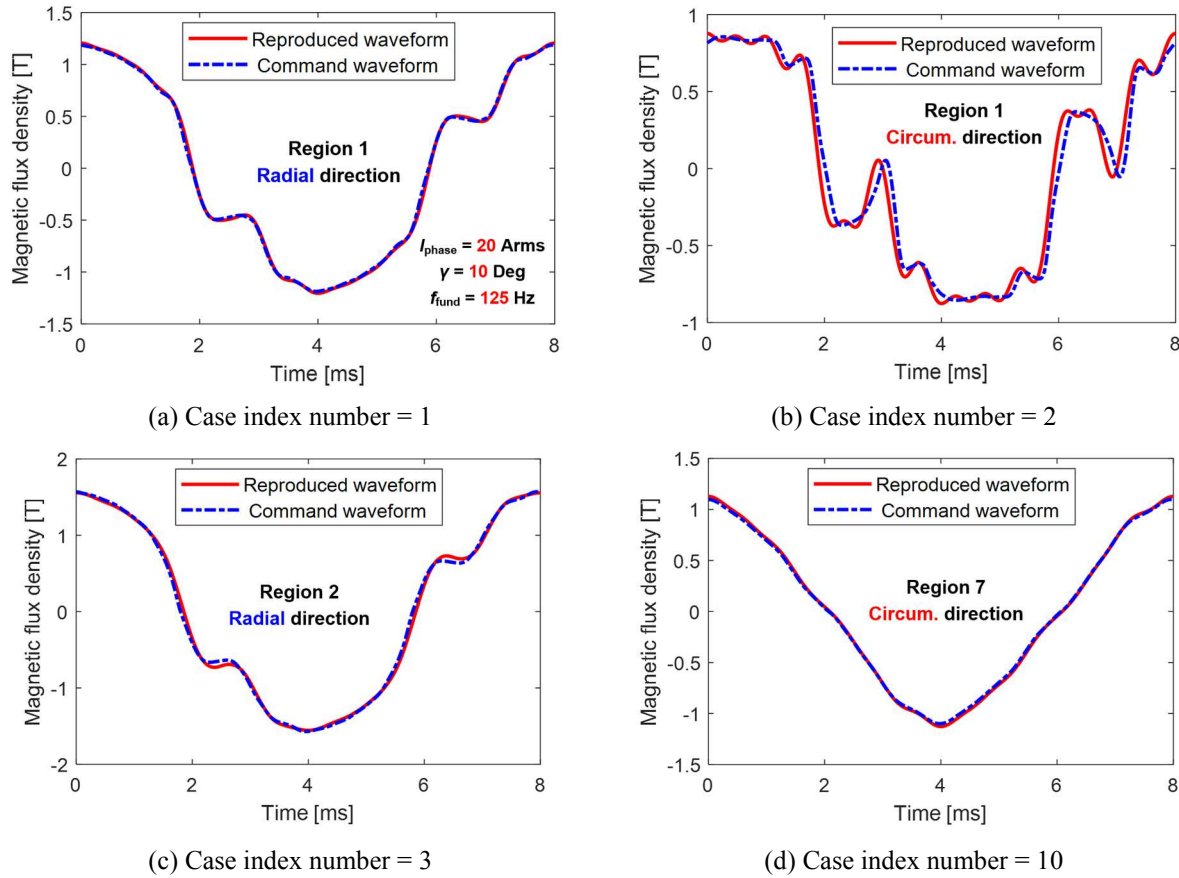 1.5
1
0.5
0
-0.5
-1
-1.5
Magnetic flux density [T]
Reproduced waveform
Command waveform
Region 1
Radial direction
Iphase = 20 Arms
γ = 10 Deg
ffund = 125 Hz
0 2 4 6 8
Time [ms]
(a) Case index number = 1
1
0.5
0
-0.5
-1
Magnetic flux density [T]
Reproduced waveform
Command waveform
Region 1
Circum. direction
0 2 4 6 8
Time [ms]
(b) Case index number = 2
2
1
0
-1
-2
Magnetic flux density [T]
Reproduced waveform
Command waveform
Region 2
Radial direction
0 2 4 6 8
Time [ms]
(c) Case index number = 3
1.5
1
0.5
0
-0.5
-1
-1.5
Magnetic flux density [T]
Reproduced waveform
Command waveform
Region 7
Circum. direction
0 2 4 6 8
Time [ms]
(d) Case index number = 10